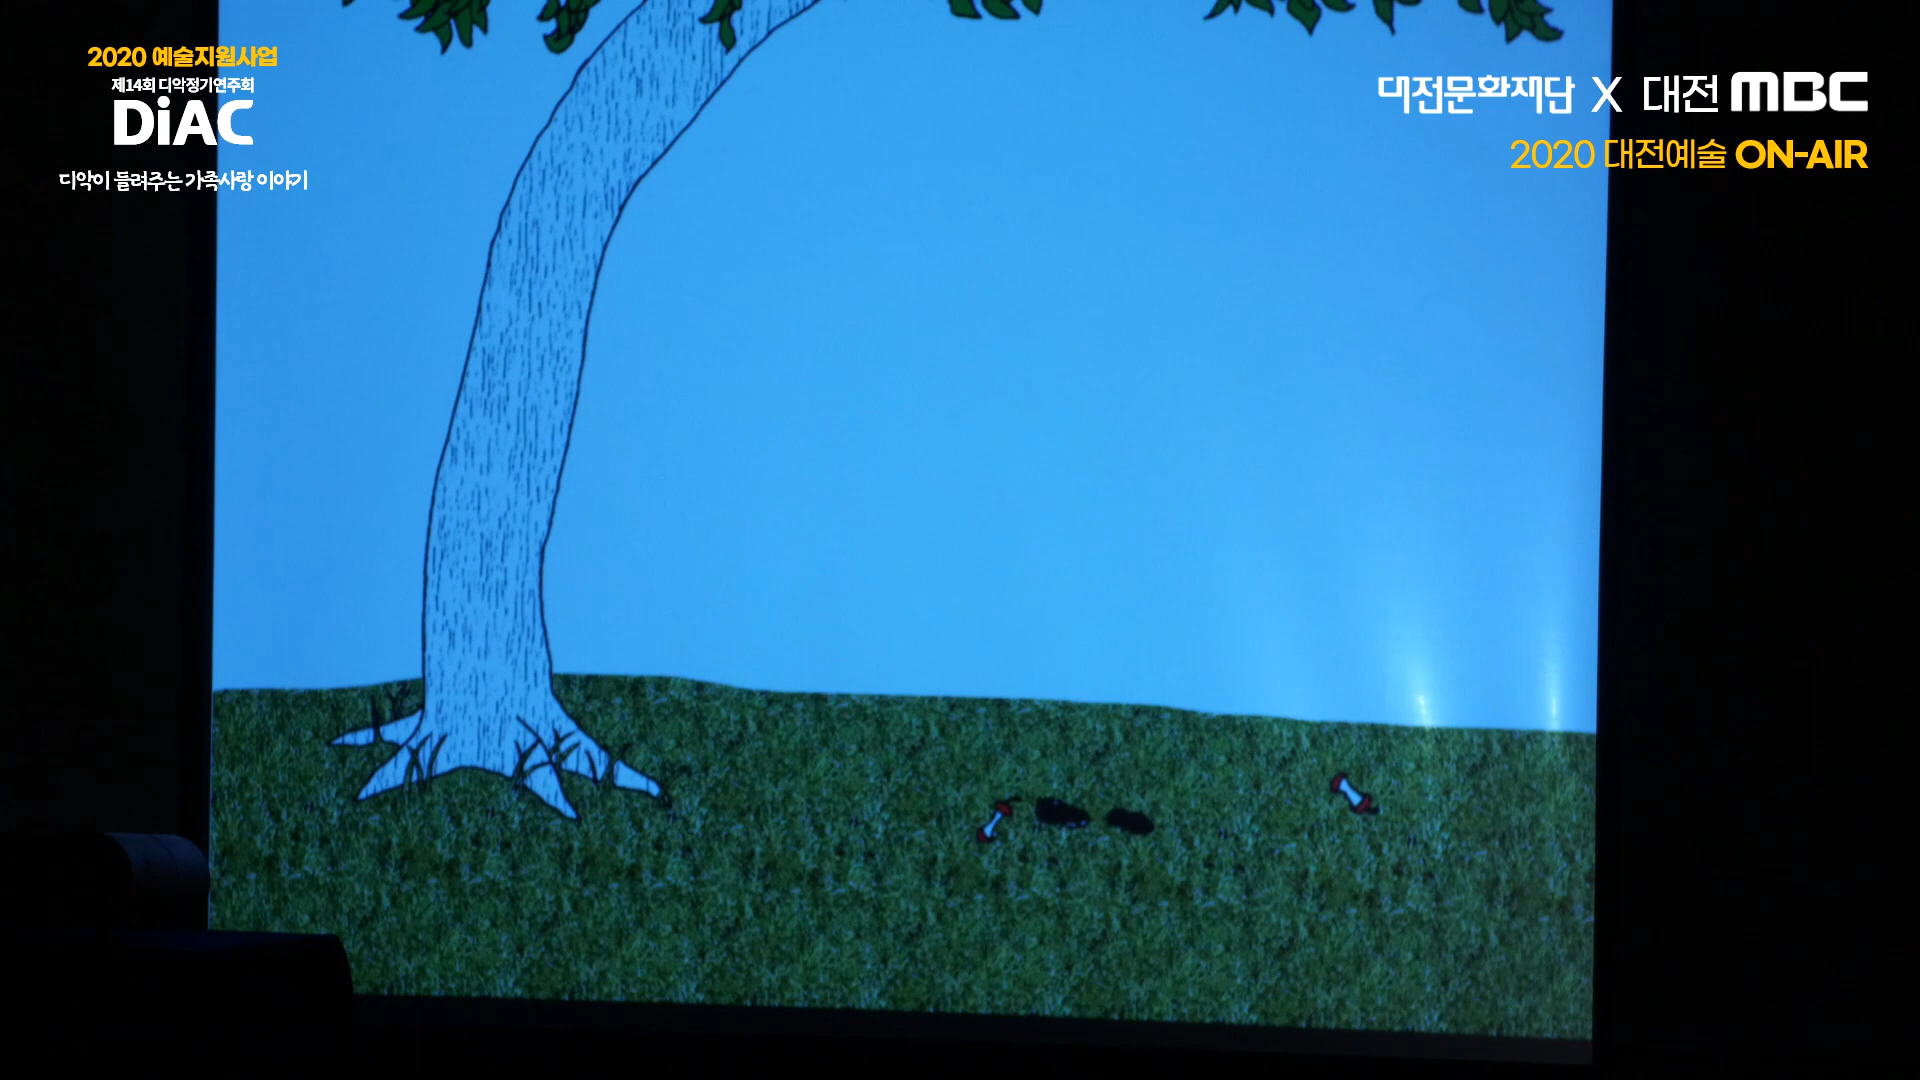 2020 예술지원사업
제14회 디악정기연주회
DiAC
디악이 들려주는 가족사랑 이야기
대전문화재단 X 대전 MBC
2020 대전예술 ON-AIR